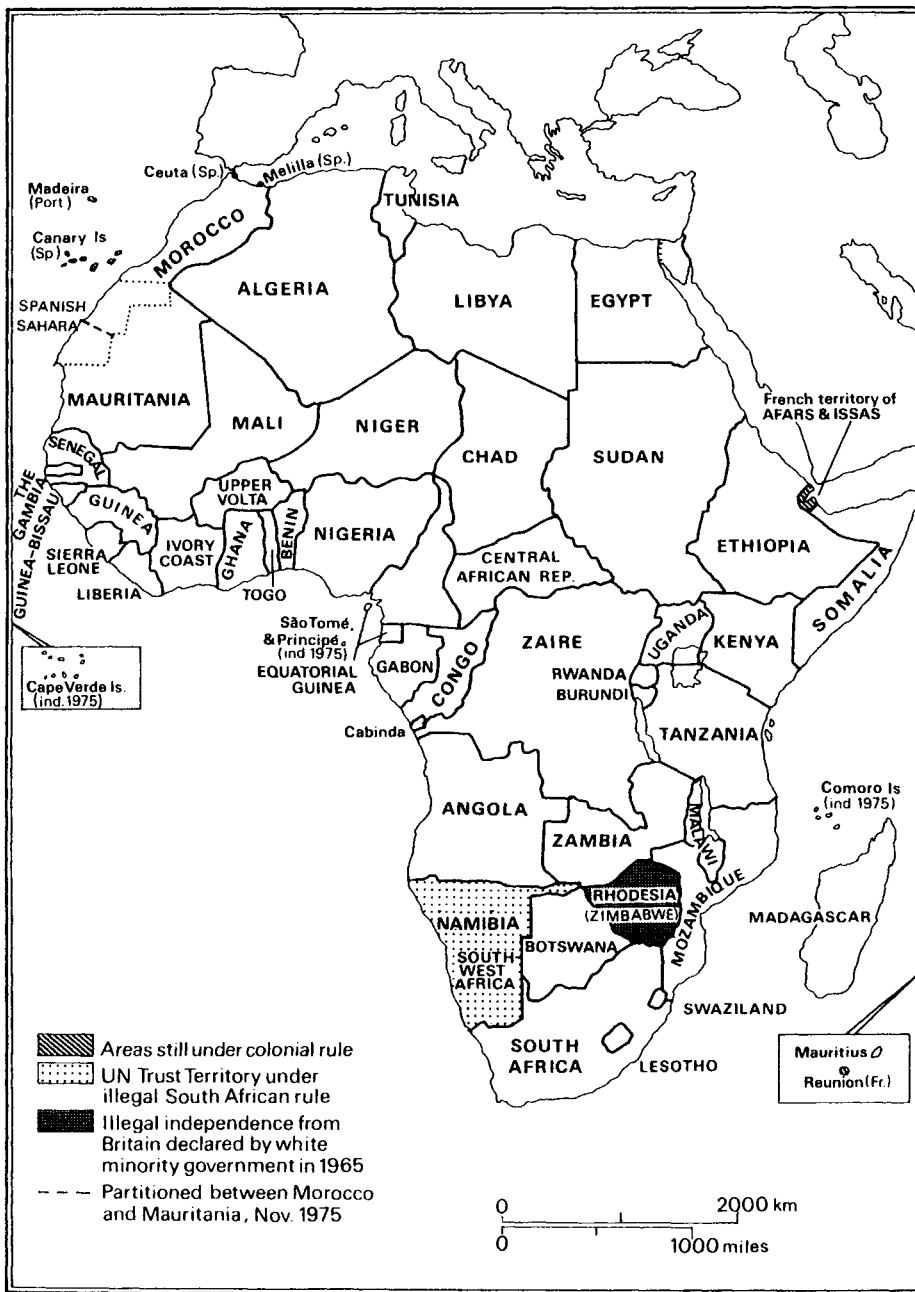 Ceuta (Sp.)
Melilla (Sp.)
Madeira
(Port)
Canary Is
(Sp)
TUNISIA
MOROCCO
ALGERIA
LIBYA
EGYPT
SPANISH
SAHARA
MAURITANIA
MALI
NIGER
CHAD
SUDAN
French territory of
AFARS & ISSAS
SENEGAL
THE
GAMBIA
GUINEA-BISSAU
GUINEA
UPPER
VOLTA
SIERRA
LEONE
LIBERIA
IVORY
COAST
GHANA
TOGO
BENIN
NIGERIA
CENTRAL
AFRICAN REP.
ETHIOPIA
SOMALIA
Cape Verde Is.
(ind. 1975)
São Tomé,
& Príncipe
(ind 1975)
EQUATORIAL
GUINEA
GABON
CONGO
ZAIRE
UGANDA
KENYA
RWANDA
BURUNDI
Cabinda
TANZANIA
ANGOLA
ZAMBIA
MALAWI
Comoro Is
(ind 1975)
RHODESIA
(ZIMBABWE)
MOZAMBIQUE
MADAGASCAR
NAMIBIA
SOUTH
WEST
AFRICA
BOTSWANA
SWAZILAND
SOUTH
AFRICA
LESOTHO
Mauritius
Reunion (Fr.)
Areas still under colonial rule
UN Trust Territory under
illegal South African rule
Illegal independence from
Britain declared by white
minority government in 1965
Partitioned between Morocco
and Mauritania, Nov. 1975
0 2000 km
0 1000 miles